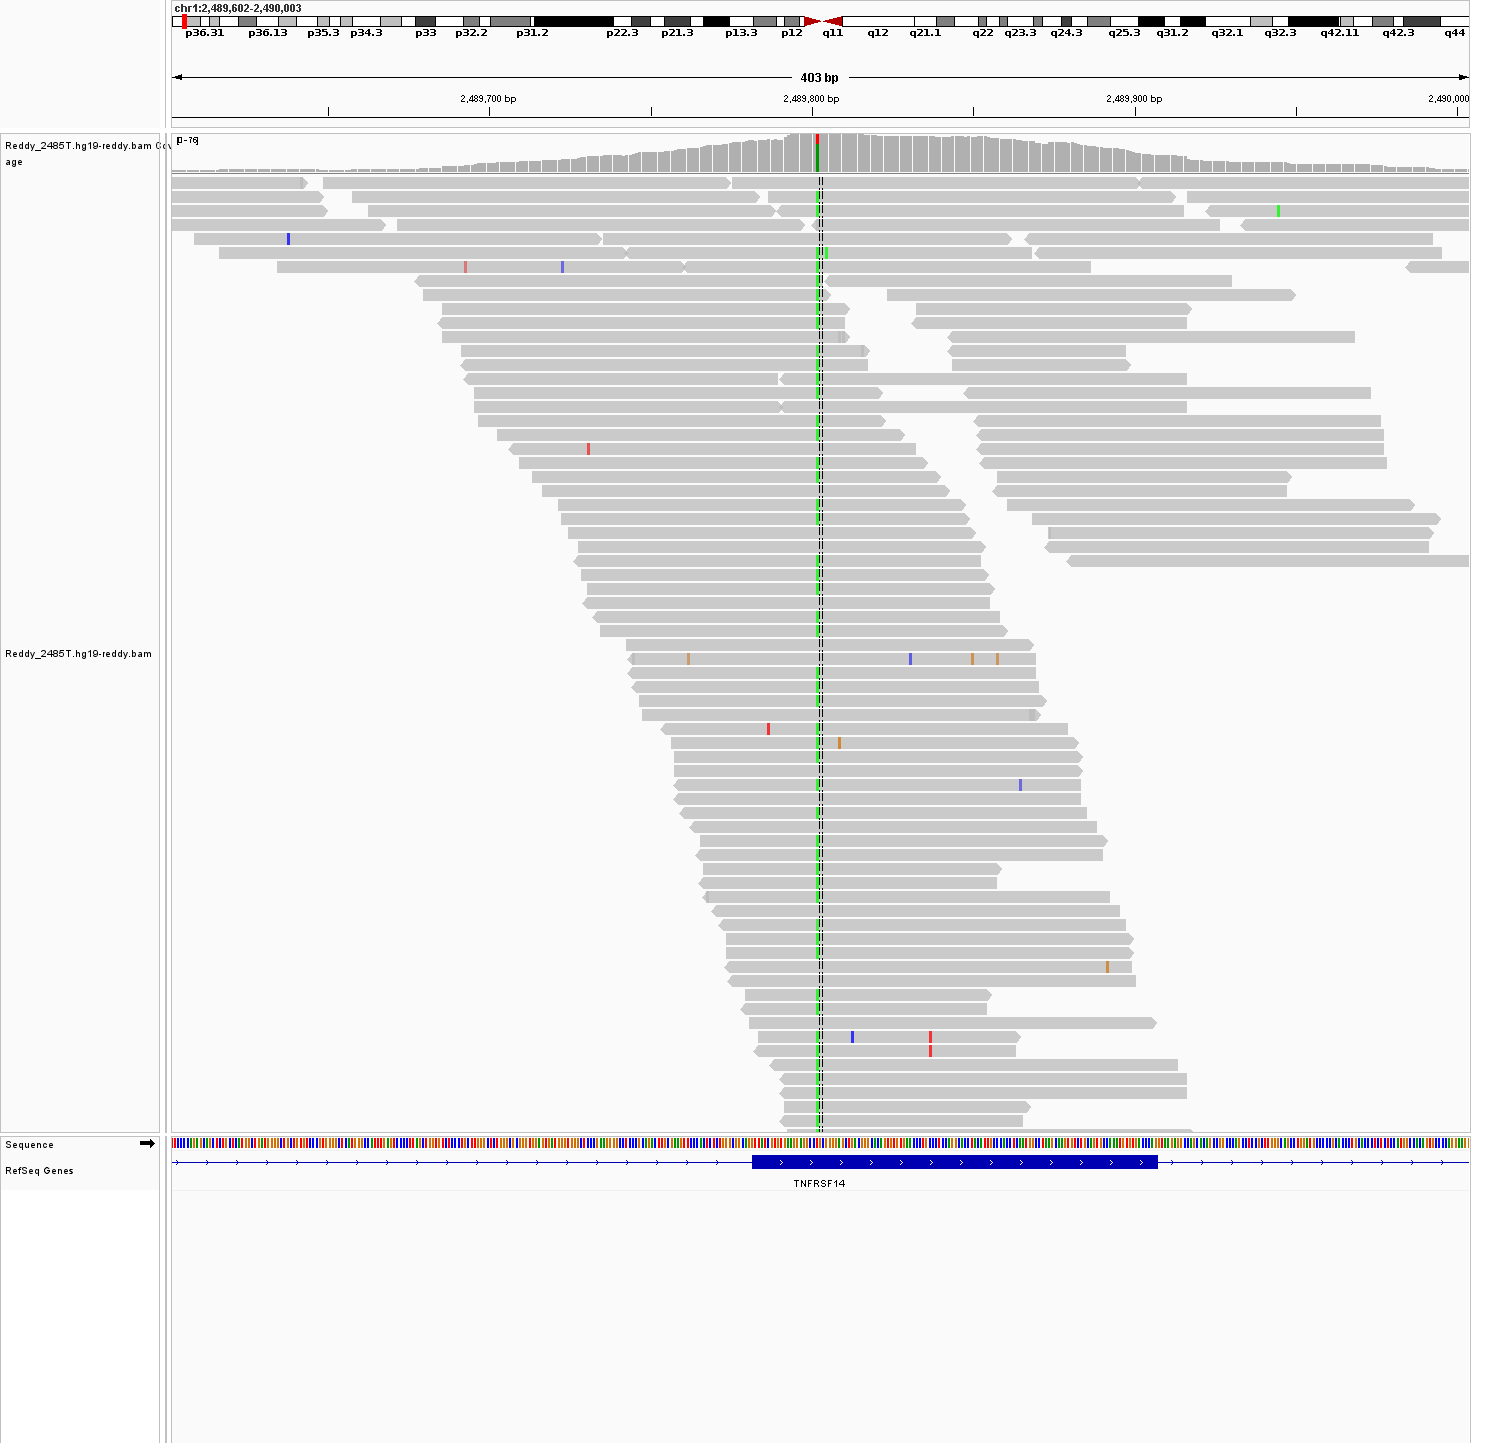 chr1:2,489,602-2,490,003
p36.31 p36.13 p35.3 p34.3 p33 p32.2 p31.2 p22.3 p21.3 p13.3 p12 q11 q12 q21.1 q22 q23.3 q24.3 q25.3 q31.2 q32.1 q32.3 q42.11 q42.3 q44
403 bp
2,489,700 bp 2,489,800 bp 2,489,900 bp 2,490,000
Reddy_2485T.hg19-reddy.bam Cov
age
[0-76]
Reddy_2485T.hg19-reddy.bam
Sequence
RefSeq Genes
TNFRSF14